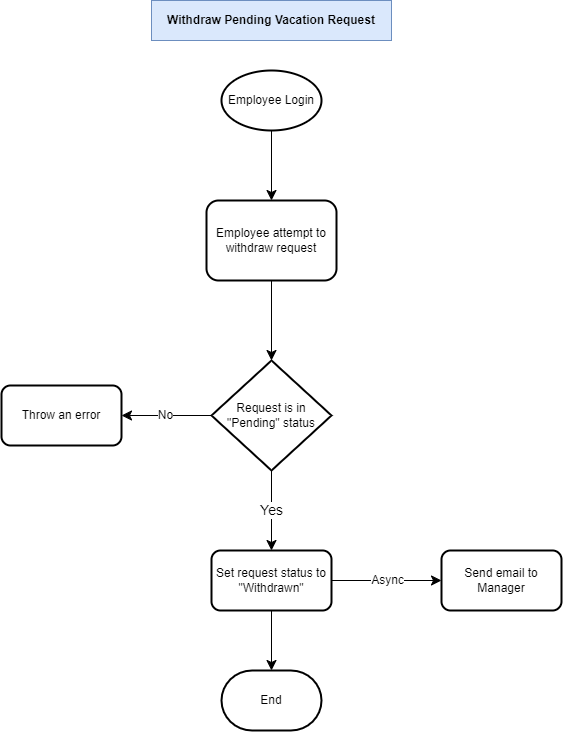 Withdraw Pending Vacation Request
Employee Login
Employee attempt to
withdraw request
Request is in
"Pending" status
No
Throw an error
Yes
Set request status to
"Withdrawn"
Async
Send email to
Manager
End